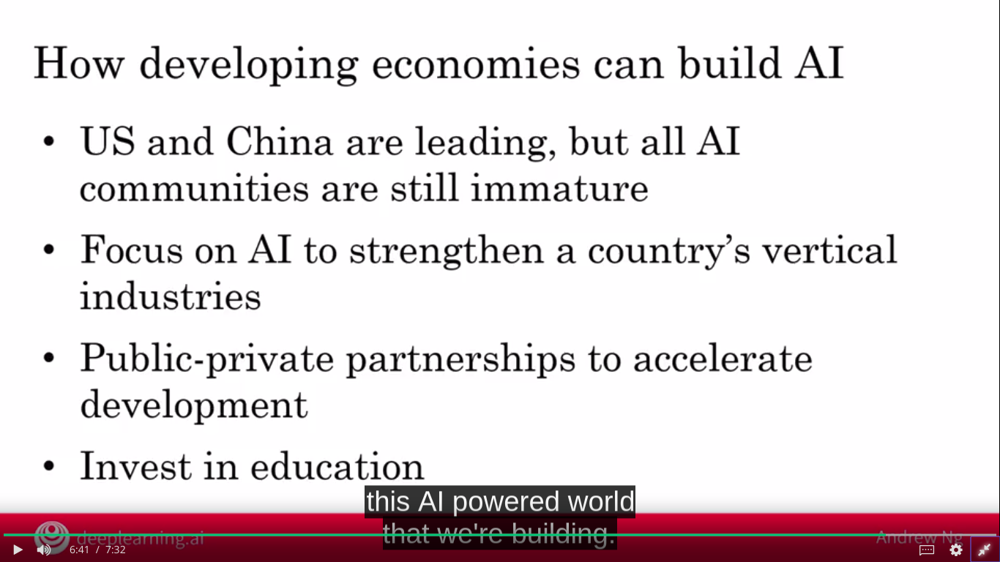 How developing economies can build AI
• US and China are leading, but all AI
communities are still immature
• Focus on AI to strengthen a country's vertical
industries
• Public-private partnerships to accelerate
development
• Invest in education
this AI powered world
that we're building.
deeplearning.ai
Andrew Ng
6:41 / 7:32